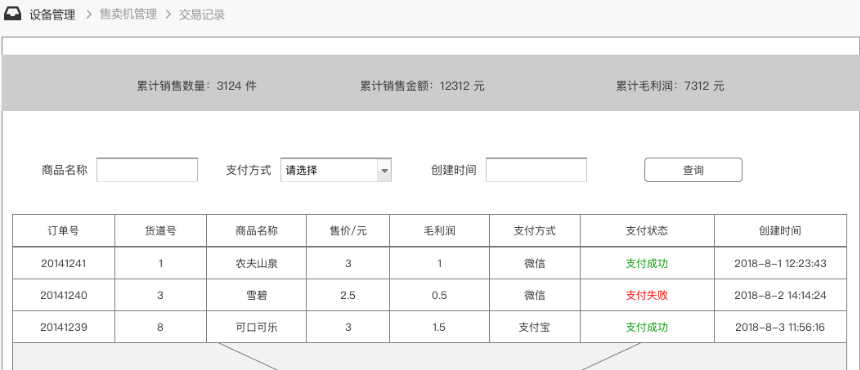 设备管理 > 售卖机管理 > 交易记录
累计销售数量：3124 件 累计销售金额：12312 元 累计毛利润：7312 元
商品名称 支付方式 请选择 创建时间 查询
订单号 货道号 商品名称 售价/元 毛利润 支付方式 支付状态 创建时间
20141241 1 农夫山泉 3 1 微信 支付成功 2018-8-1 12:23:43
20141240 3 雪碧 2.5 0.5 微信 支付失败 2018-8-2 14:14:24
20141239 8 可口可乐 3 1.5 支付宝 支付成功 2018-8-3 11:56:16